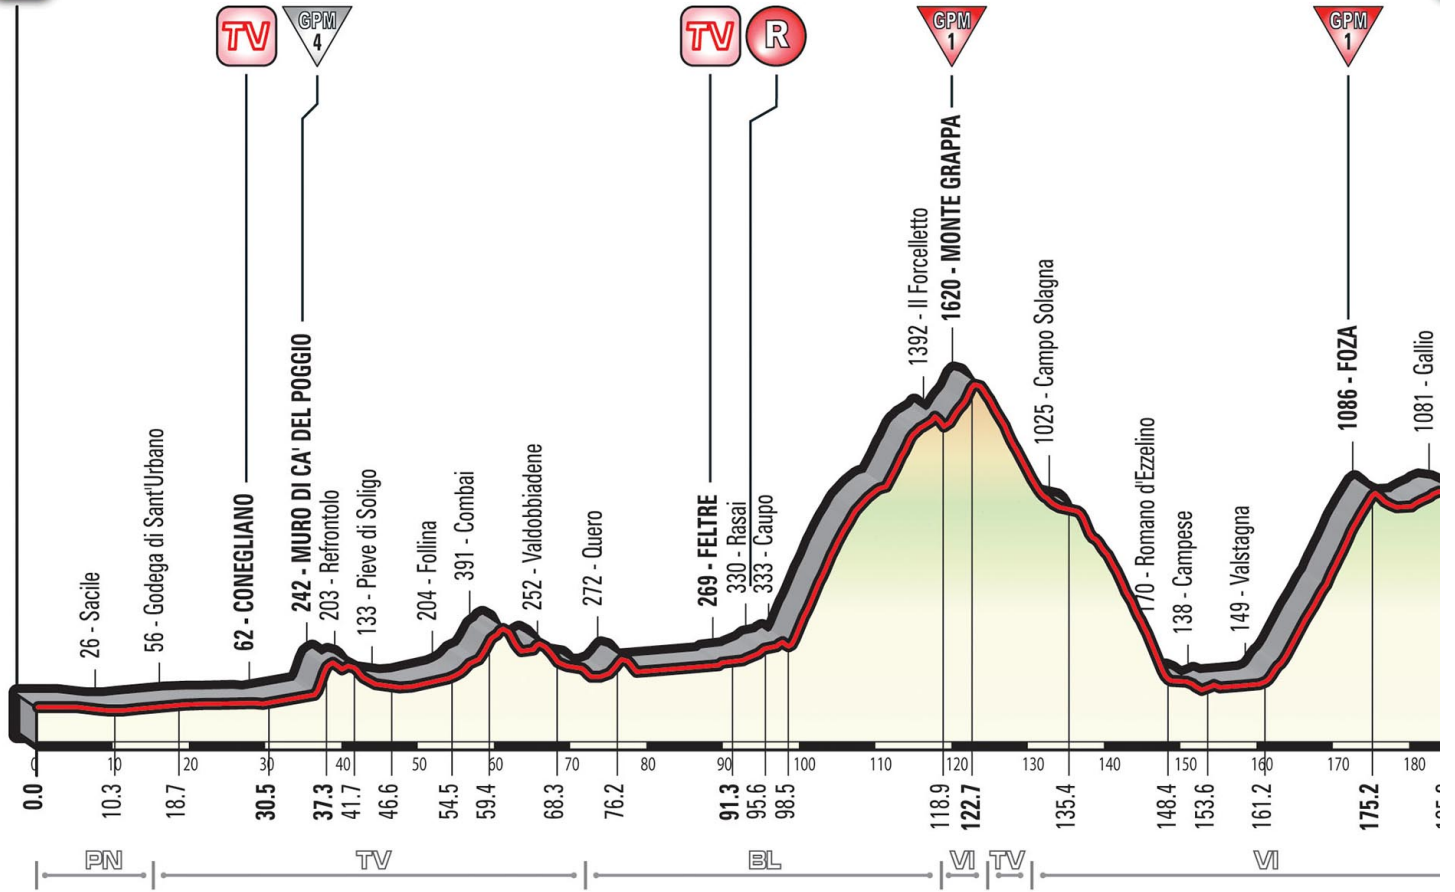 TV
GPM
4
TV
R
GPM
1
GPM
1
26 - Sacile
56 - Godega di Sant'Urbano
62 - CONEGLIANO
242 - MURO DI CA' DEL POGGIO
203 - Refrontolo
133 - Pieve di Soligo
204 - Follina
391 - Combai
252 - Valdobbiadene
272 - Quero
269 - FELTRE
330 - Rasai
333 - Caupo
1392 - Il Forcelletto
1620 - MONTE GRAPPA
1025 - Campo Solagna
170 - Romano d'Ezzelino
138 - Campese
149 - Valstagna
1086 - FOZA
1081 - Gallio
0 10 20 30 40 50 60 70 80 90 100 110 120 130 140 150 160 170 180
0.0 10.3 18.7 30.5 37.3 41.7 46.6 54.5 59.4 68.3 76.2 91.3 95.6 98.5 118.9 122.7 135.4 148.4 153.6 161.2 175.2
PN TV BL VI TV VI